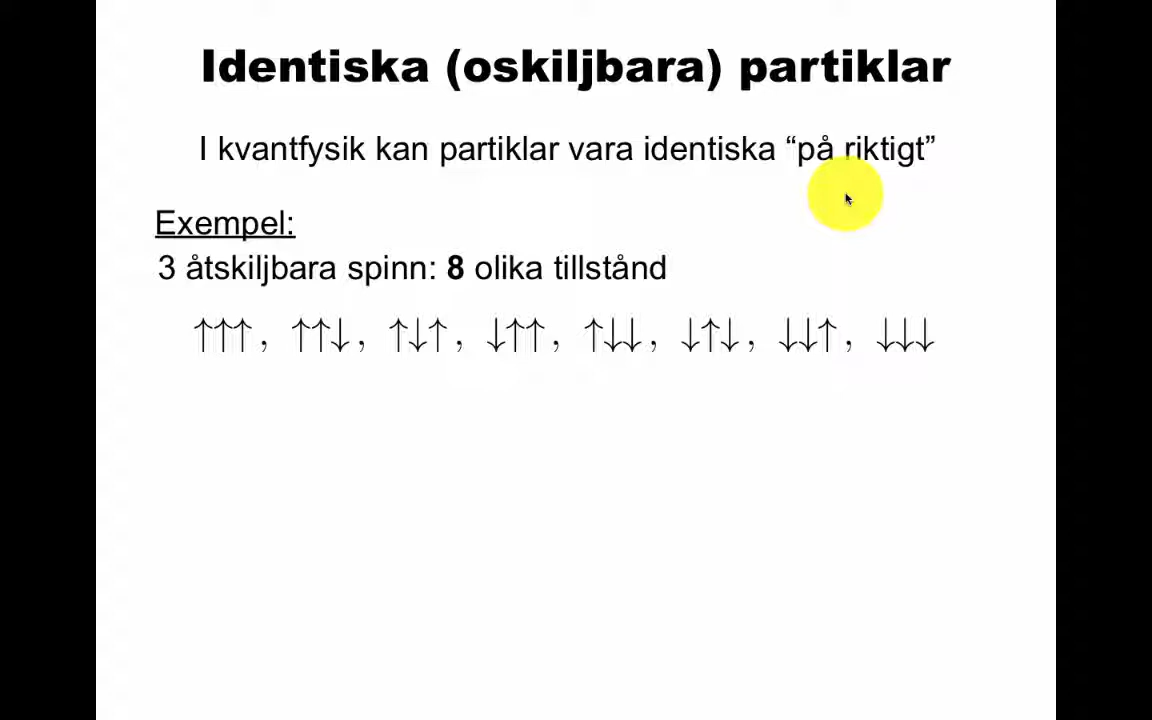 Identiska (oskiljbara) partiklar
I kvantfysik kan partiklar vara identiska “på riktigt”
Exempel:
3 åtskiljbara spinn: 8 olika tillstånd
↑↑↑, ↑↑↓, ↑↓↑, ↓↑↑, ↑↓↓, ↓↑↓, ↓↓↑, ↓↓↓